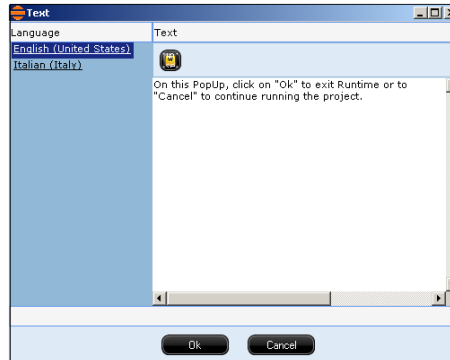 Text
Language
Text
English (United States)
Italian (Italy)
On this PopUp, click on "Ok" to exit Runtime or to
"Cancel" to continue running the project.
Ok
Cancel